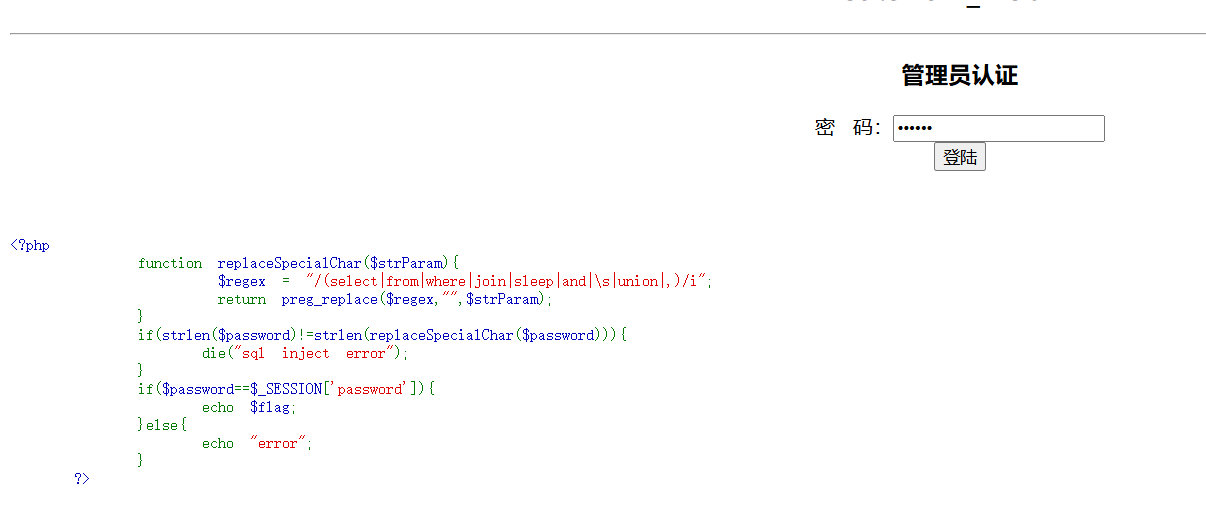 管理员认证
密 码：••••••
登陆
<?php
function replaceSpecialChar($strParam){
$regex = "/(select|from|where|join|sleep|and|\s|union|,)/i";
return preg_replace($regex,"",$strParam);
}
if(strlen($password)!=strlen(replaceSpecialChar($password))){
die("sql inject error");
}
if($password==$_SESSION['password']){
echo $flag;
}else{
echo "error";
}
?>